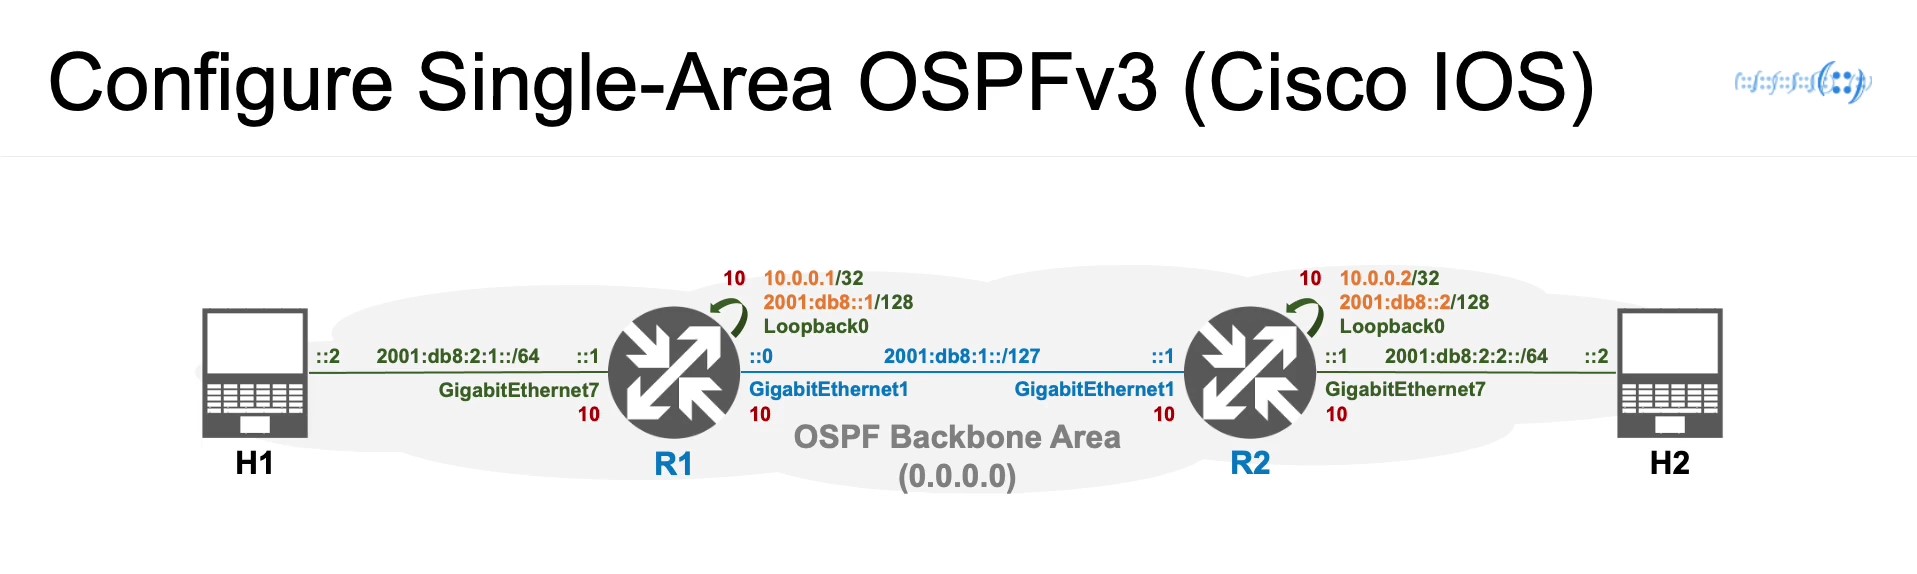 Configure Single-Area OSPFv3 (Cisco IOS)
10 10.0.0.1/32
2001:db8::1/128
Loopback0
10 10.0.0.2/32
2001:db8::2/128
Loopback0
::2 2001:db8:2:1::/64 ::1
::0 2001:db8:1::/127 ::1
::1 2001:db8:2:2::/64 ::2
GigabitEthernet7
10
GigabitEthernet1
10
GigabitEthernet1
10
GigabitEthernet7
10
OSPF Backbone Area
(0.0.0.0)
H1
R1
R2
H2